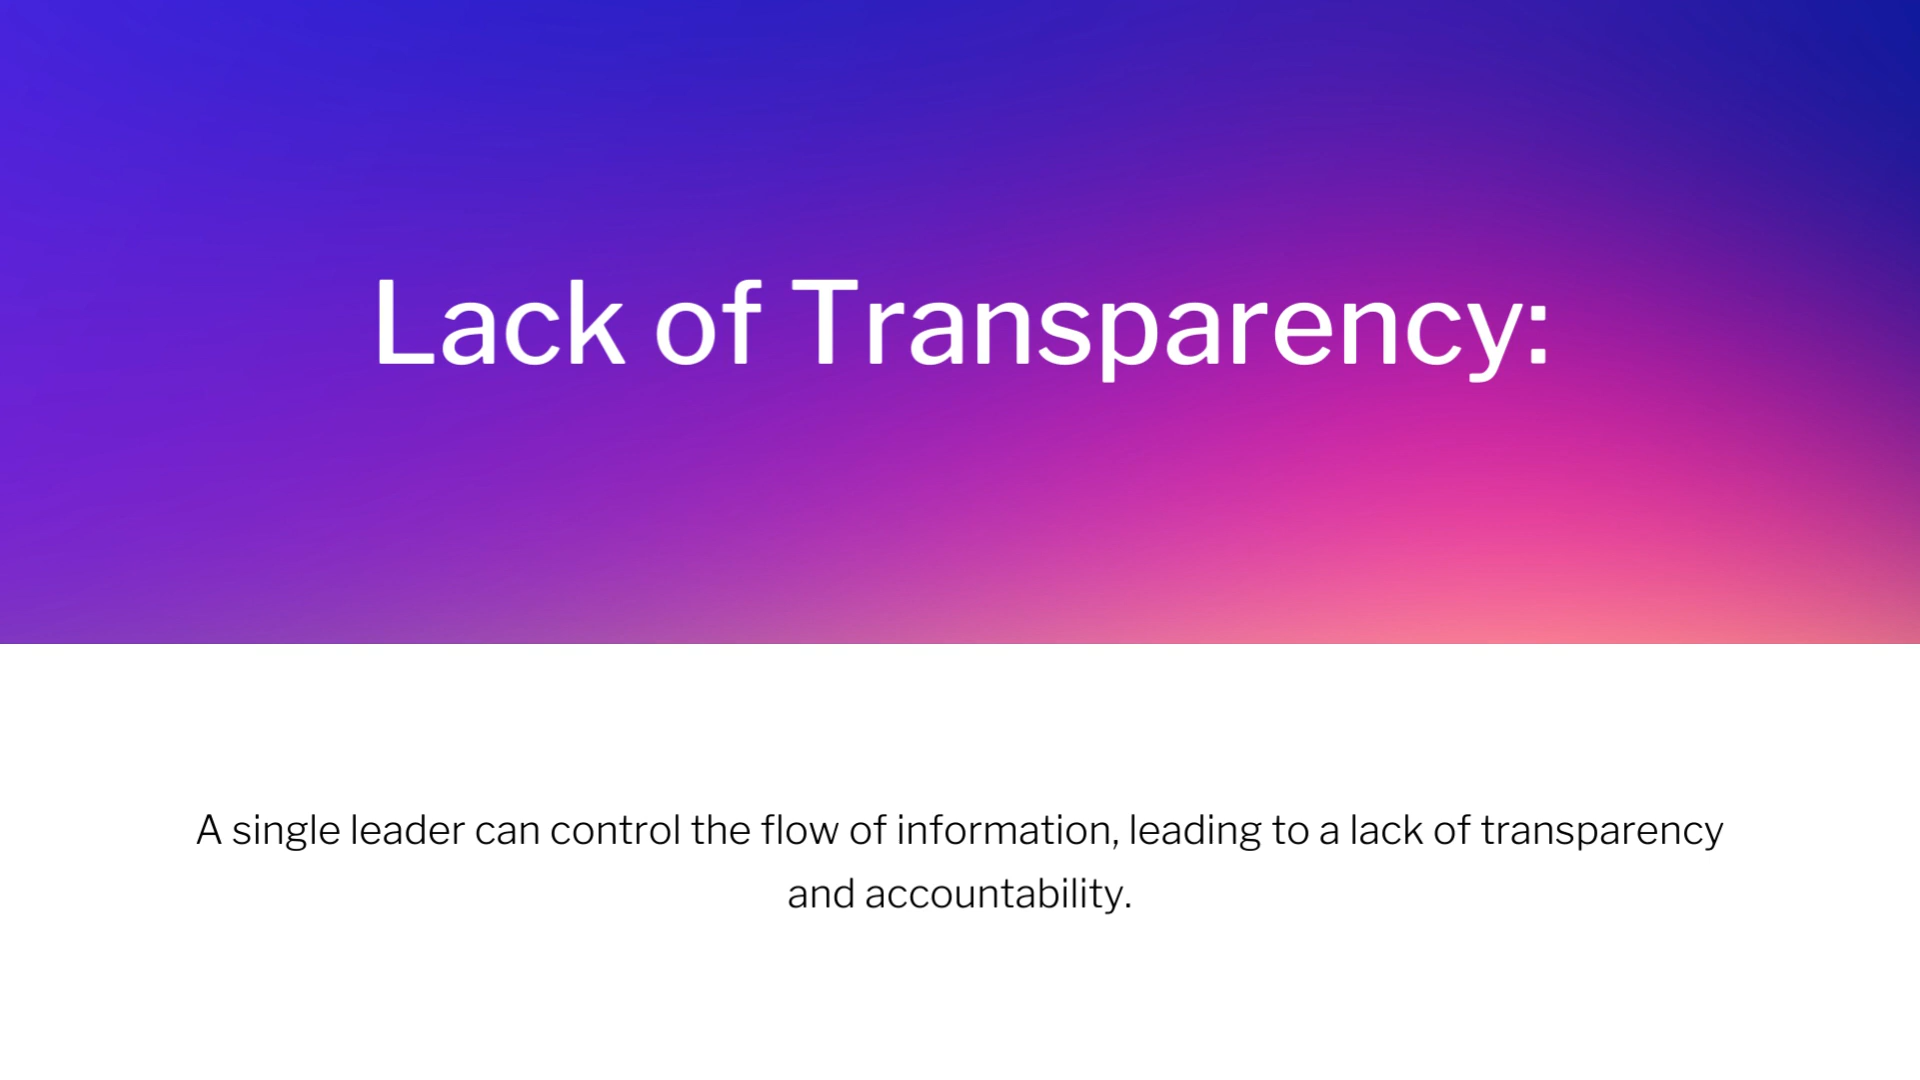 Lack of Transparency:
A single leader can control the flow of information, leading to a lack of transparency
and accountability.